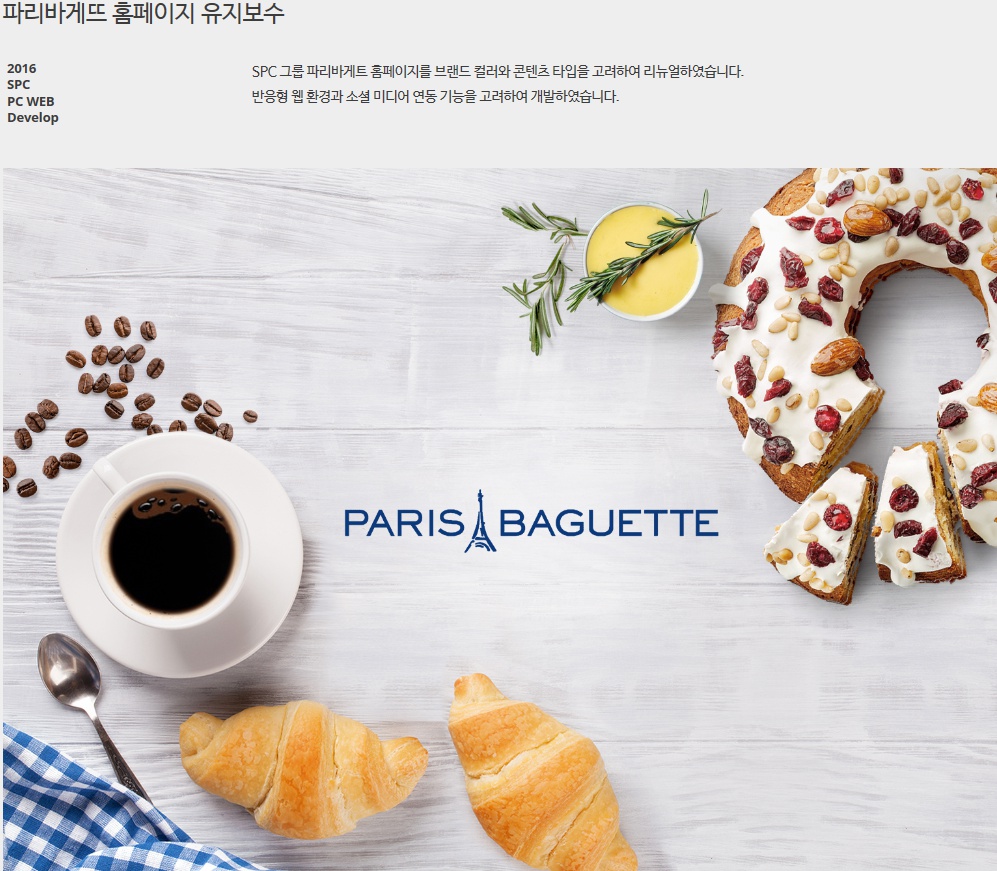 파리바게뜨 홈페이지 유지보수
2016
SPC
PC WEB
Develop
SPC 그룹 파리바게트 홈페이지를 브랜드 컬러와 콘텐츠 타입을 고려하여 리뉴얼하였습니다.
반응형 웹 환경과 소셜 미디어 연동 기능을 고려하여 개발하였습니다.
PARIS BAGUETTE